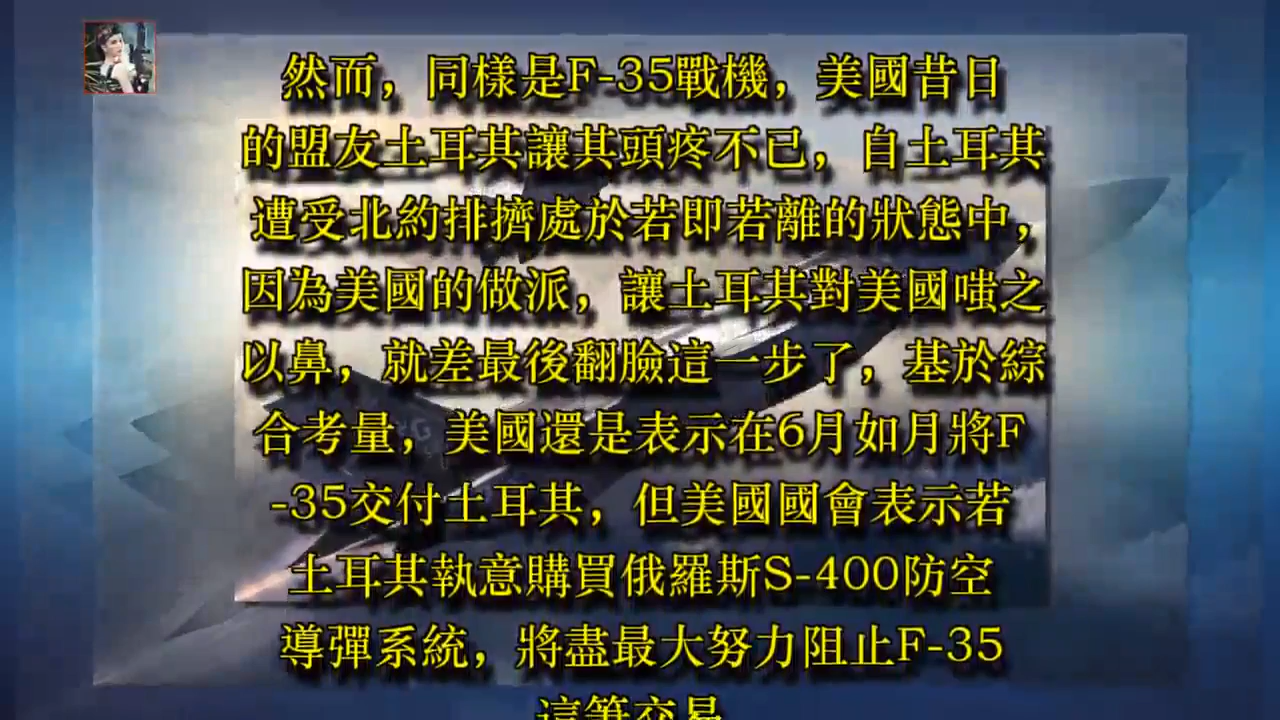 然而，同樣是F-35戰機，美國昔日
的盟友土耳其讓其頭疼不已，自土耳其
遭受北約排擠處於若即若離的狀態中，
因為美國的做派，讓土耳其對美國嗤之
以鼻，就差最後翻臉這一步了，基於綜
合考量，美國還是表示在6月如月將F
-35交付土耳其，但美國國會表示若
土耳其執意購買俄羅斯S-400防空
導彈系統，將盡最大努力阻止F-35
這筆交易